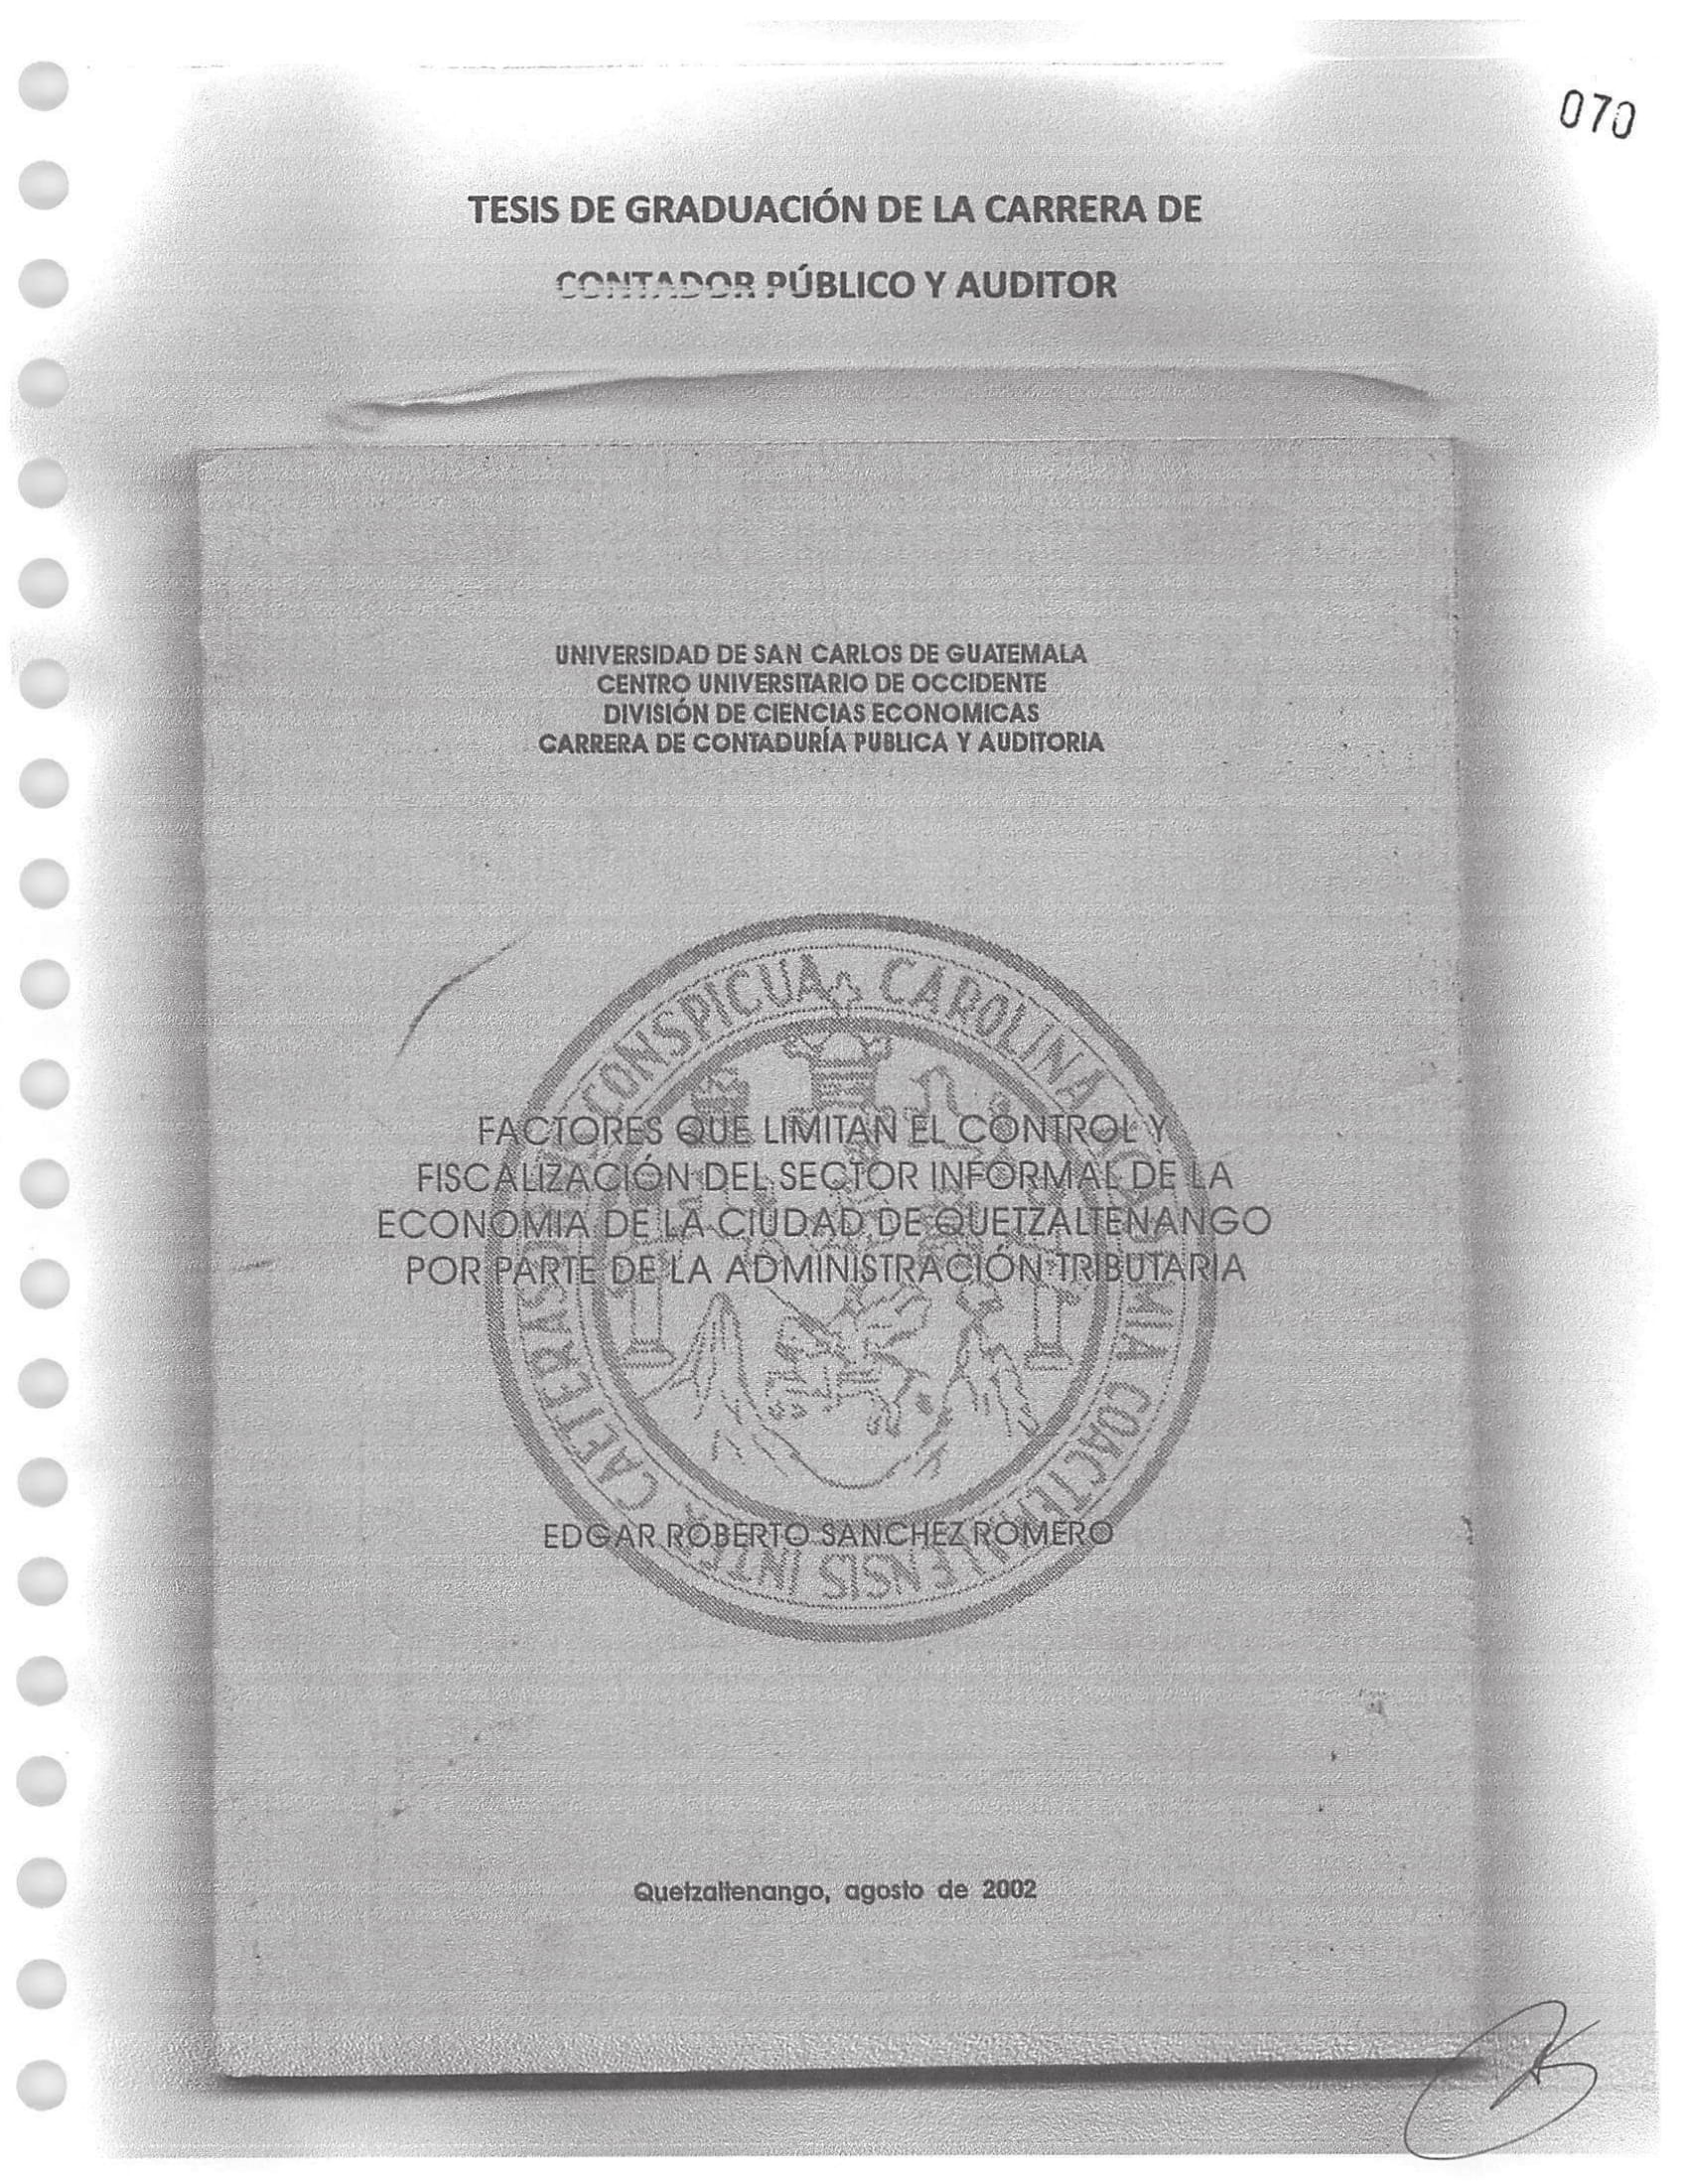 070
TESIS DE GRADUACIÓN DE LA CARRERA DE
CONTADOR PÚBLICO Y AUDITOR
UNIVERSIDAD DE SAN CARLOS DE GUATEMALA
CENTRO UNIVERSITARIO DE OCCIDENTE
DIVISIÓN DE CIENCIAS ECONOMICAS
CARRERA DE CONTADURÍA PUBLICA Y AUDITORIA
CONSPICUA CAROLINA COACTEMALENSIS INTER CAETERAS
FACTORES QUE LIMITAN EL CONTROL Y
FISCALIZACIÓN DEL SECTOR INFORMAL DE LA
ECONOMIA DE LA CIUDAD DE QUETZALTENANGO
POR PARTE DE LA ADMINISTRACIÓN TRIBUTARIA
EDGAR ROBERTO SANCHEZ ROMERO
Quetzaltenango, agosto de 2002